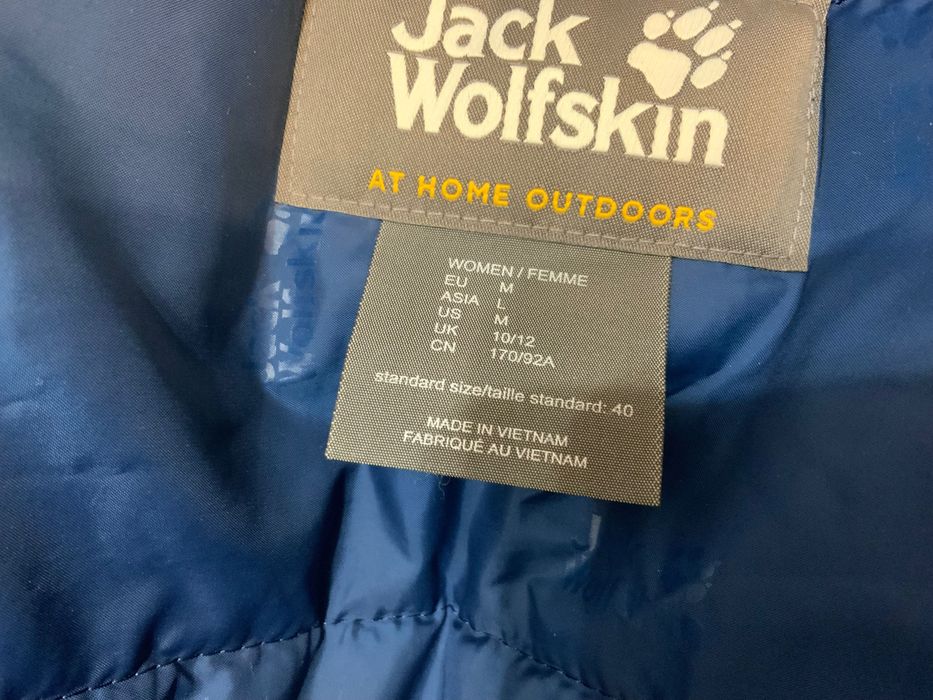 Jack
Wolfskin
AT HOME OUTDOORS
WOMEN / FEMME
EU M
ASIA L
US M
UK 10/12
CN 170/92A
standard size/taille standard: 40
MADE IN VIETNAM
FABRIQUÉ AU VIETNAM
Wolfskin